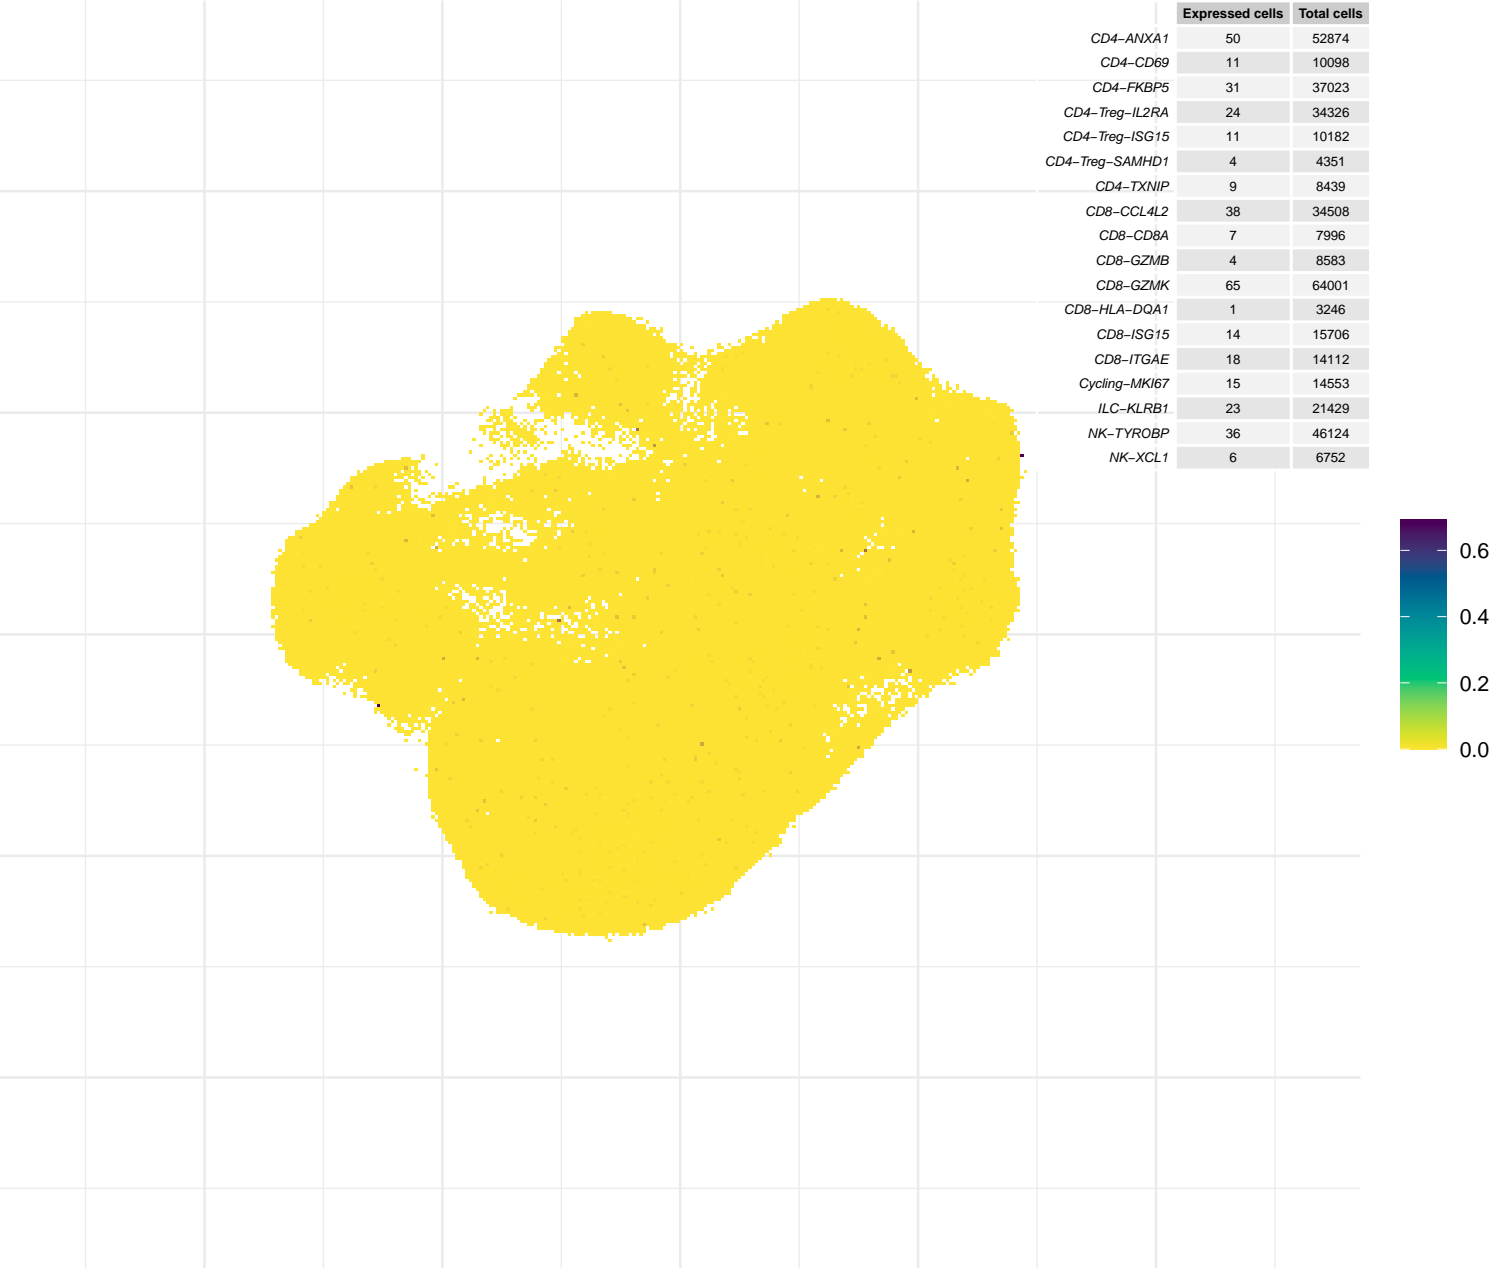 Expressed cells Total cells
CD4−ANXA1 50 52874
CD4−CD69 11 10098
CD4−FKBP5 31 37023
CD4−Treg−IL2RA 24 34326
CD4−Treg−ISG15 11 10182
CD4−Treg−SAMHD1 4 4351
CD4−TXNIP 9 8439
CD8−CCL4L2 38 34508
CD8−CD8A 7 7996
CD8−GZMB 4 8583
CD8−GZMK 65 64001
CD8−HLA−DQA1 1 3246
CD8−ISG15 14 15706
CD8−ITGAE 18 14112
Cycling−MKI67 15 14553
ILC−KLRB1 23 21429
NK−TYROBP 36 46124
NK−XCL1 6 6752
0.6
0.4
0.2
0.0